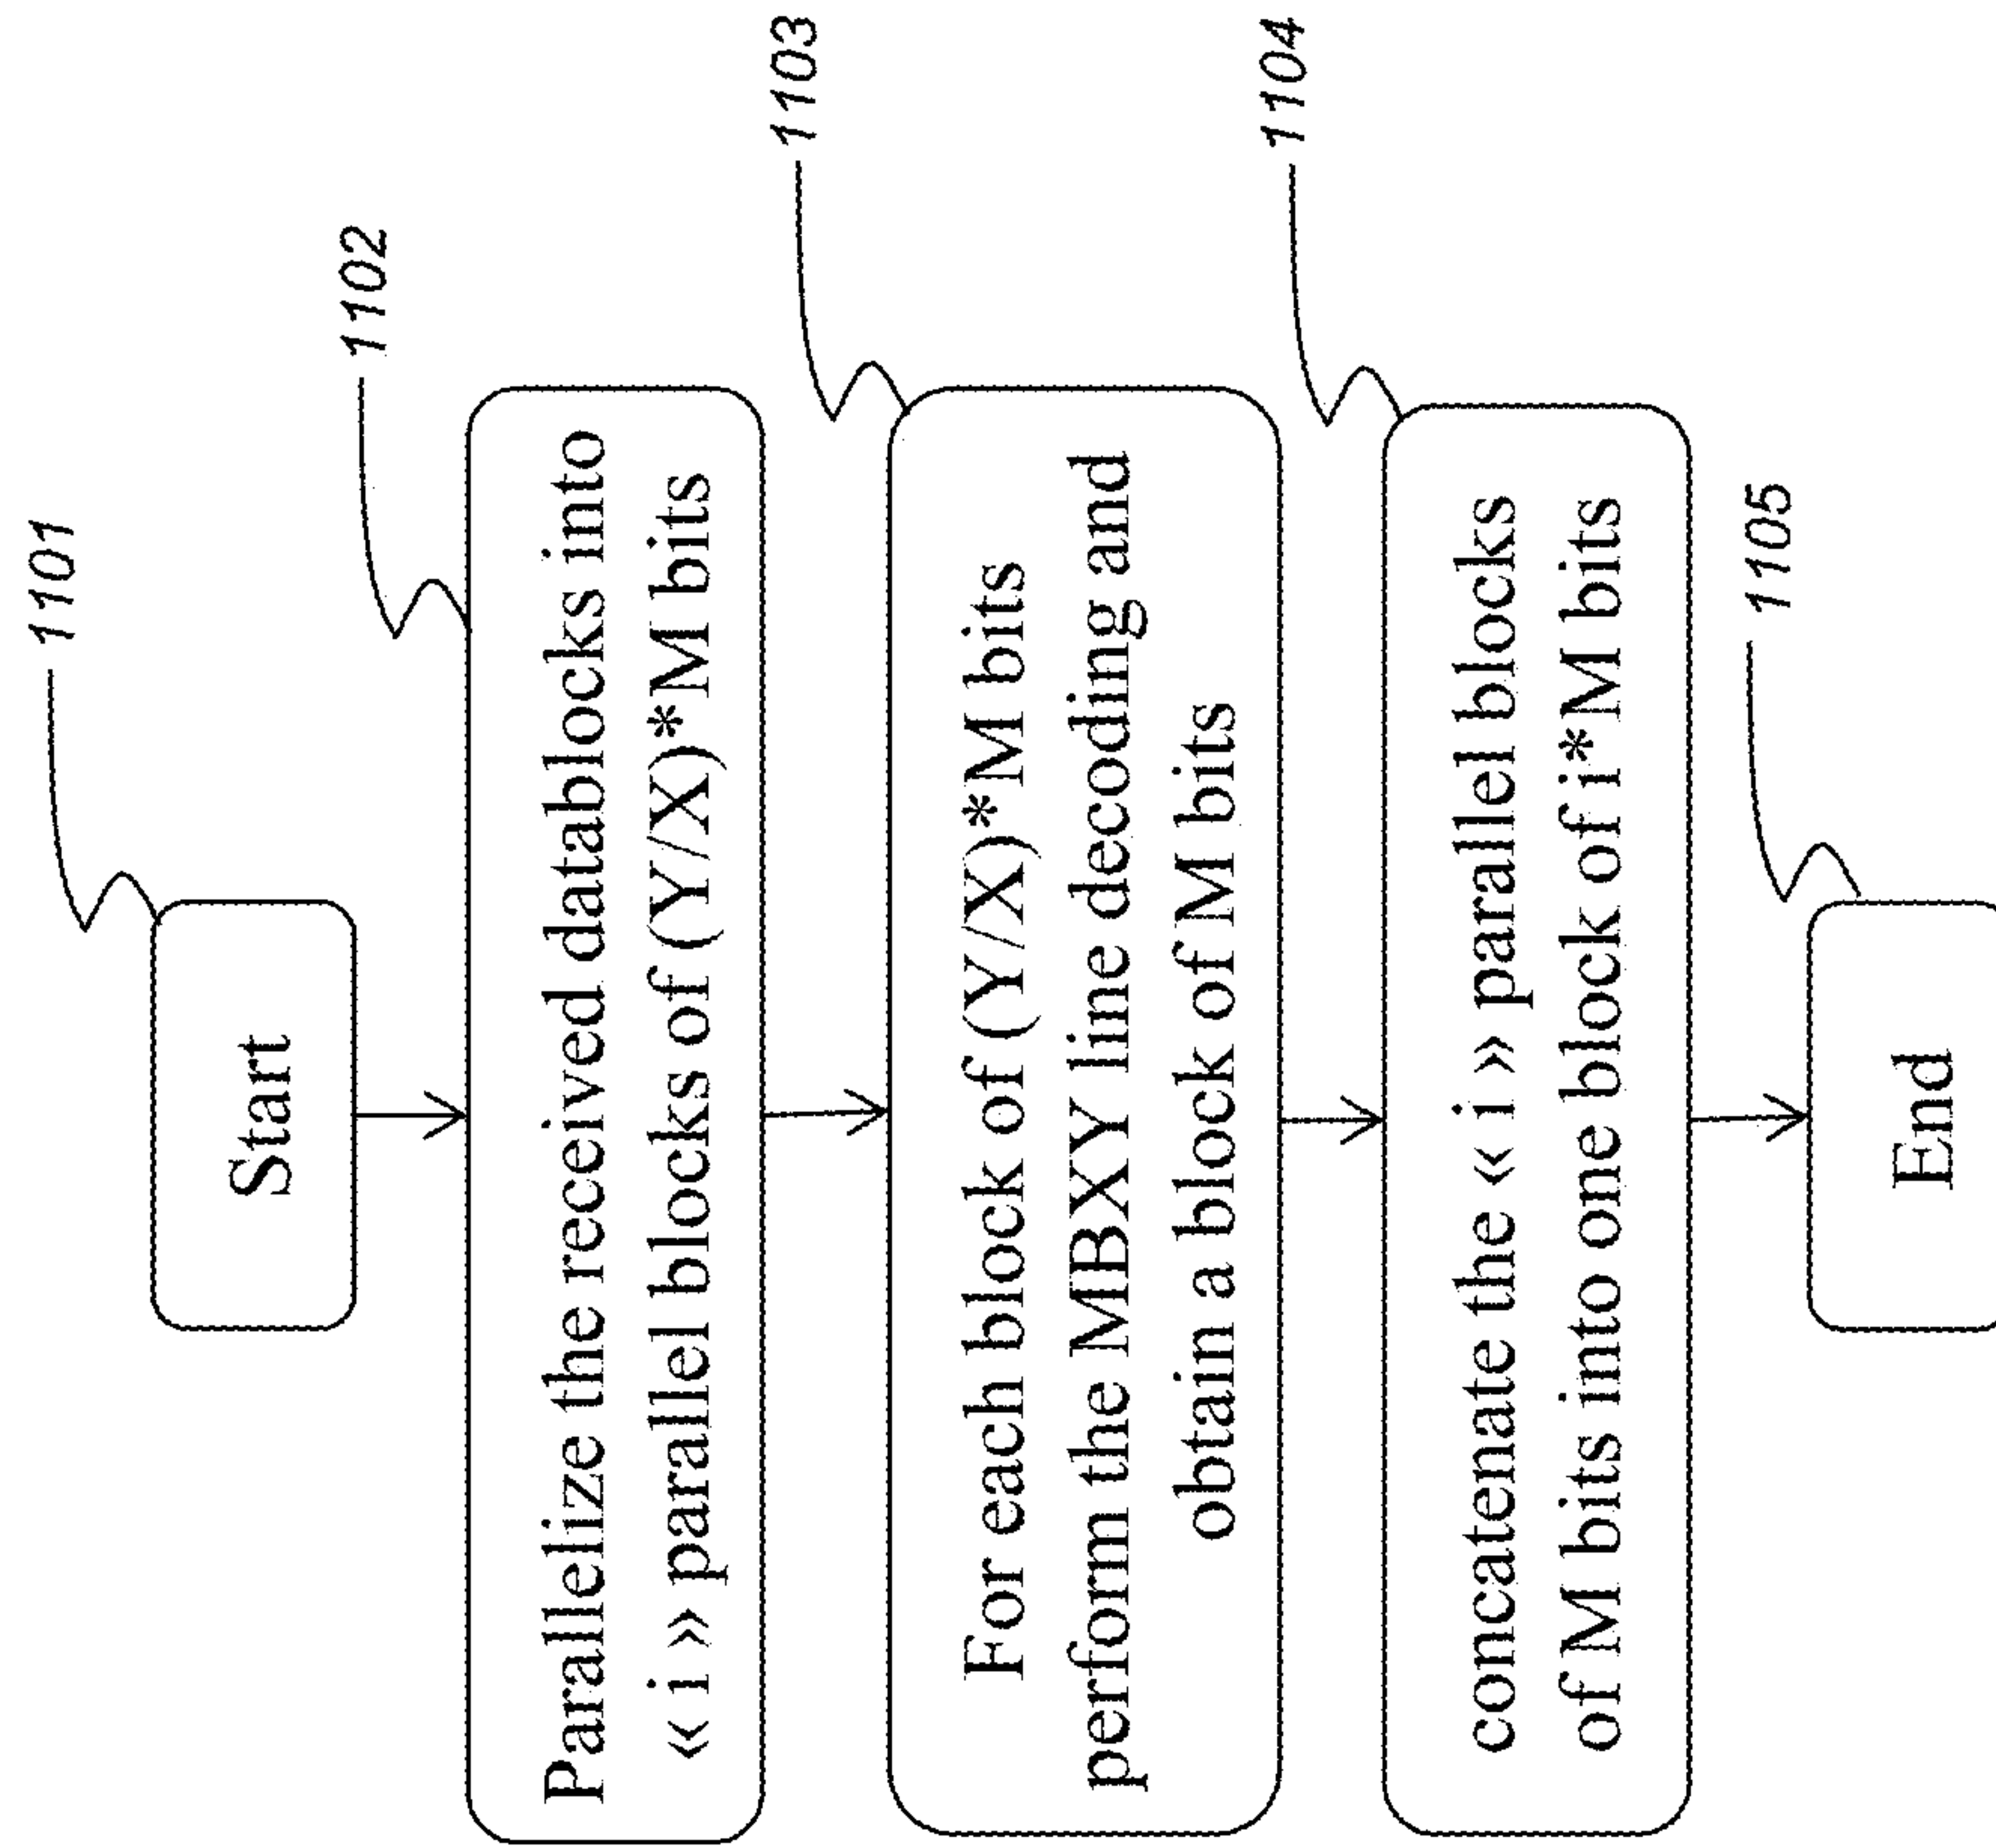 1101
Start
1102
Parallelize the received datablocks into
« i » parallel blocks of (Y/X)*M bits
1103
For each block of (Y/X)*M bits
perform the MBXY line decoding and
obtain a block of M bits
1104
concatenate the « i » parallel blocks
of M bits into one block of i*M bits
1105
End